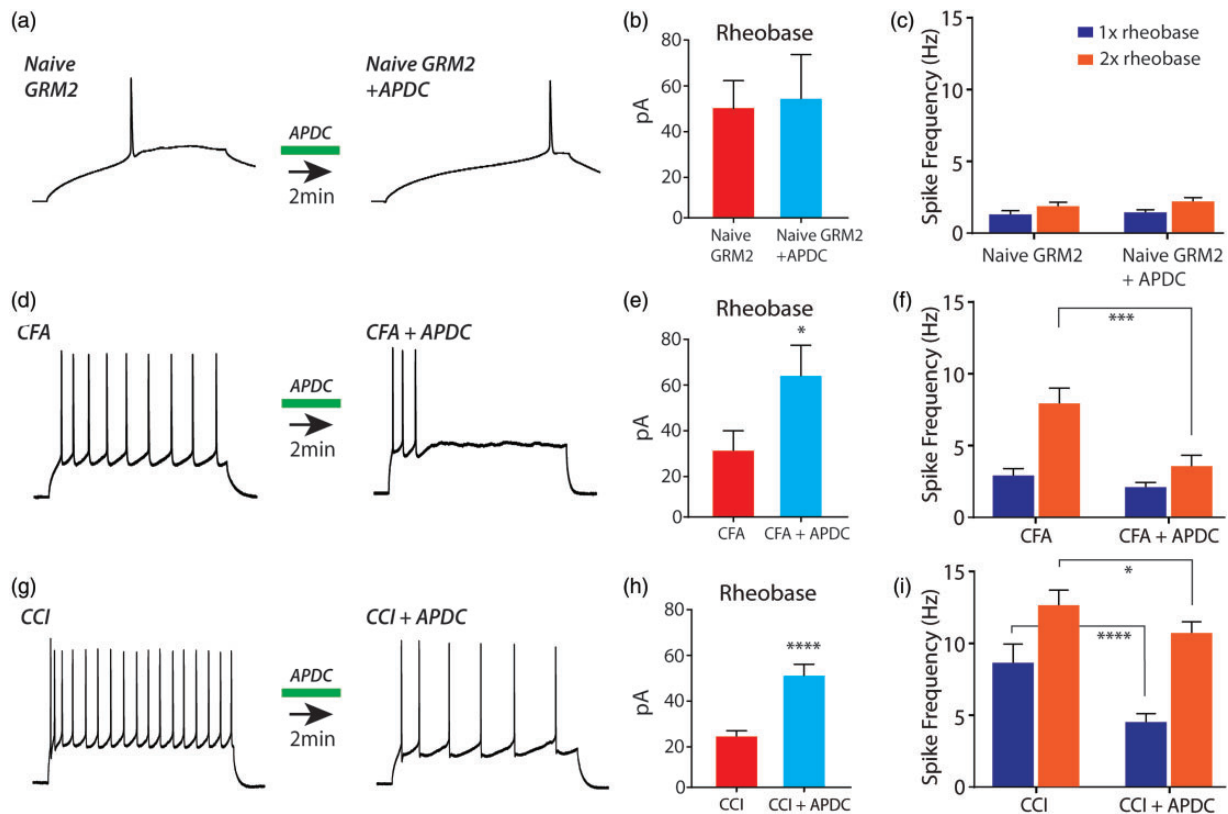 (a)
Naive
GRM2
APDC
2min
Naive GRM2
+APDC
(b)
Rheobase
pA
80
60
40
20
0
Naive
GRM2
Naive GRM2
+APDC
(c)
Spike Frequency (Hz)
15
10
5
0
1x rheobase
2x rheobase
Naive GRM2
Naive GRM2
+ APDC
(d)
CFA
APDC
2min
CFA + APDC
(e)
Rheobase
pA
80
60
40
20
0
*
CFA
CFA + APDC
(f)
Spike Frequency (Hz)
15
10
5
0
***
CFA
CFA + APDC
(g)
CCI
APDC
2min
CCI + APDC
(h)
Rheobase
pA
80
60
40
20
0
****
CCI
CCI + APDC
(i)
Spike Frequency (Hz)
15
10
5
0
*
****
CCI
CCI + APDC